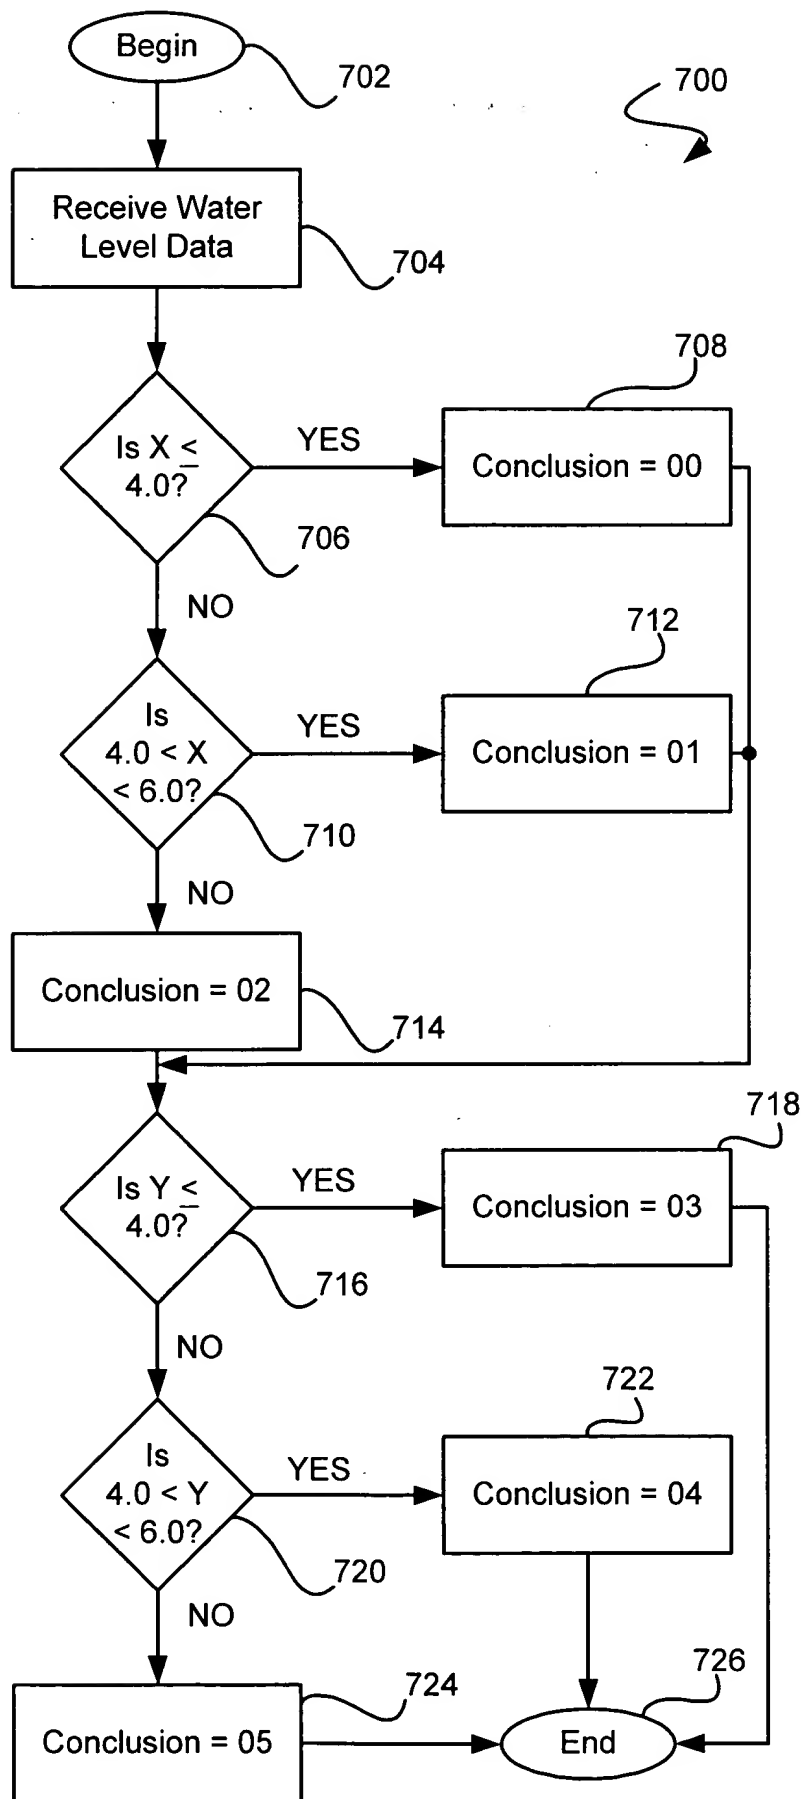 Begin
702
700
Receive Water
Level Data
704
708
Is X ≤
4.0?
YES
Conclusion = 00
706
NO
712
Is
4.0 < X
< 6.0?
YES
Conclusion = 01
710
NO
Conclusion = 02
714
718
Is Y ≤
4.0?
YES
Conclusion = 03
716
NO
722
Is
4.0 < Y
< 6.0?
YES
Conclusion = 04
720
NO
726
724
Conclusion = 05
End